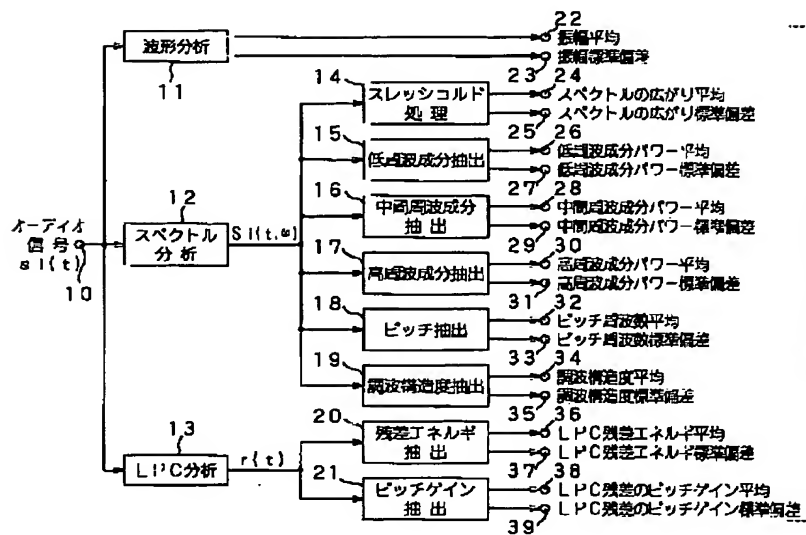 オーディオ
信号
si(t)
10
波形分析
11
22
振幅平均
振幅標準偏差
23
12
スペクトル
分析
Si(t,ω)
14
スレッショルド
処理
24
スペクトルの広がり平均
スペクトルの広がり標準偏差
25
15
低周波成分抽出
26
低周波成分パワー平均
低周波成分パワー標準偏差
27
16
中間周波成分
抽出
28
中間周波成分パワー平均
中間周波成分パワー標準偏差
29
17
高周波成分抽出
30
高周波成分パワー平均
高周波成分パワー標準偏差
31
18
ピッチ抽出
32
ピッチ周波数平均
ピッチ周波数標準偏差
33
19
調波構造度抽出
34
調波構造度平均
調波構造度標準偏差
35
13
LPC分析
r(t)
20
残差エネルギ
抽出
36
LPC残差エネルギ平均
LPC残差エネルギ標準偏差
37
21
ピッチゲイン
抽出
38
LPC残差のピッチゲイン平均
LPC残差のピッチゲイン標準偏差
39